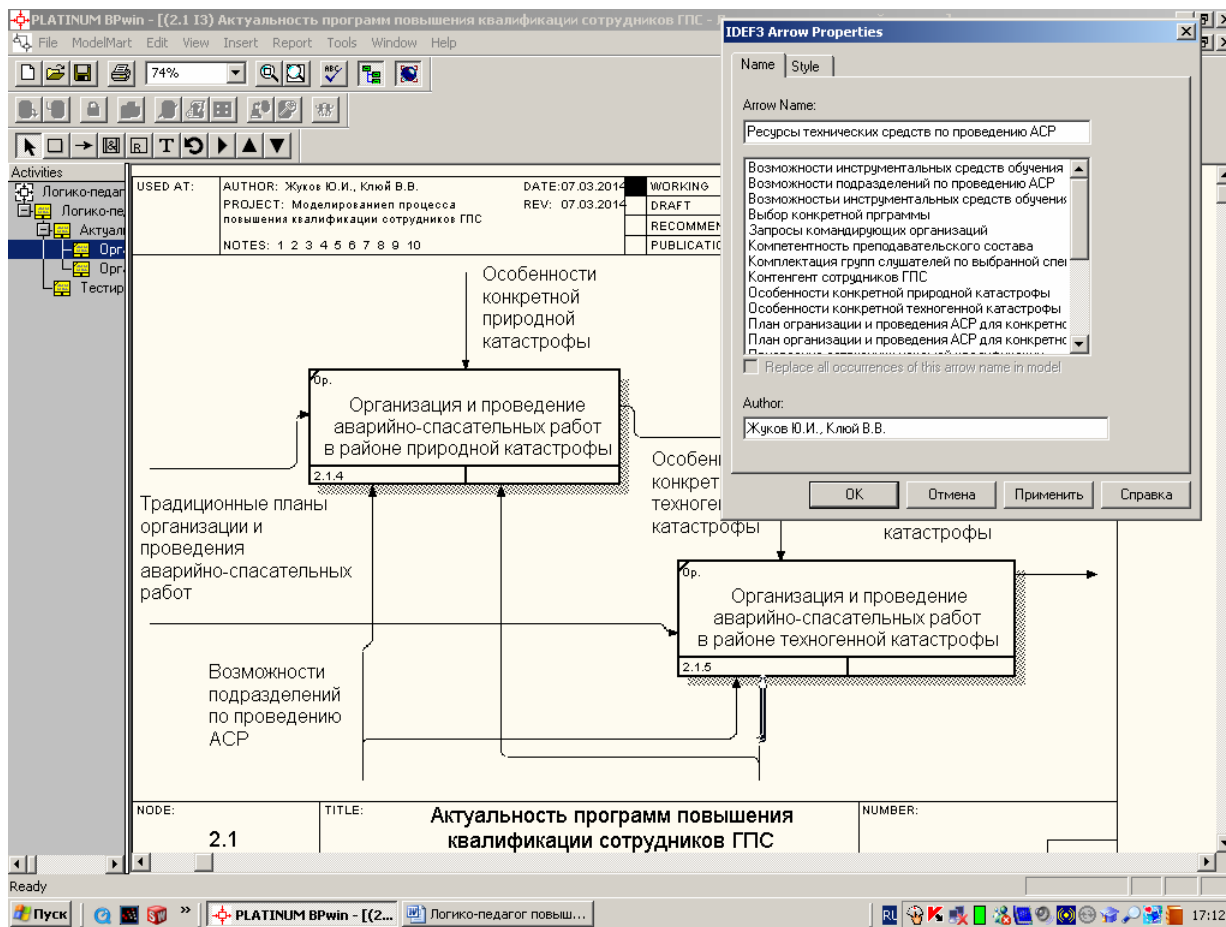 PLATINUM BPwin - [(2.1 I3) Актуальность программ повышения квалификации сотрудников ГПС -
File ModelMart Edit View Insert Report Tools Window Help
74%
Activities
Логико-педаг
Логико-пе
Актуал
Орг
Орг
Тестир
USED AT:
AUTHOR: Жуков Ю.И., Клюй В.В.
DATE:07.03.2014
PROJECT: Моделированиеп процесса
повышения квалификации сотрудников ГПС
REV: 07.03.2014
NOTES: 1 2 3 4 5 6 7 8 9 10
WORKING
DRAFT
RECOMMEN
PUBLICATIO
Особенности
конкретной
природной
катастрофы
0р.
Организация и проведение
аварийно-спасательных работ
в районе природной катастрофы
2.1.4
Традиционные планы
организации и
проведения
аварийно-спасательных
работ
Особен
конкрет
техноге
катастрофы
катастрофы
0р.
Организация и проведение
аварийно-спасательных работ
в районе техногенной катастрофы
2.1.5
Возможности
подразделений
по проведению
АСР
NODE:
2.1
TITLE:
Актуальность программ повышения
квалификации сотрудников ГПС
NUMBER:
IDEF3 Arrow Properties
Name Style
Arrow Name:
Ресурсы технических средств по проведению АСР
Возможности инструментальных средств обучения
Возможности подразделений по проведению АСР
Возможностьи инструментальных средств обучения
Выбор конкретной прграммы
Запросы командирующих организаций
Компетентность преподавательского состава
Комплектация групп слушателей по выбранной спец
Контенгент сотрудников ГПС
Особенности конкретной природной катастрофы
Особенности конкретной техногенной катастрофы
План огранизации и проведения АСР для конкретнс
План организации и проведения АСР для конкретнс
Replace all occurrences of this arrow name in model
Author:
Жуков Ю.И., Клюй В.В.
OK Отмена Применить Справка
Ready
Пуск
PLATINUM BPwin - [(2...
Логико-педагог повыш...
RU
17:12